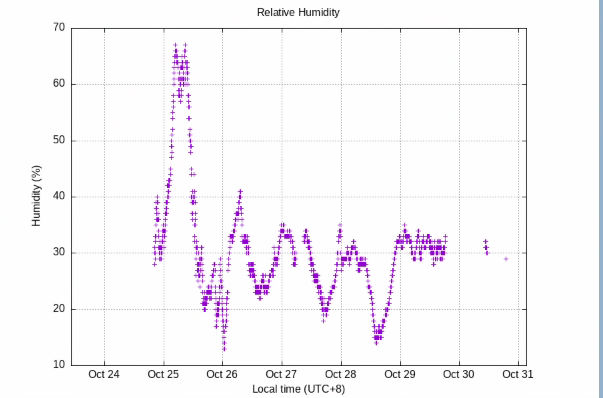 Relative Humidity
70
60
50
40
30
20
10
Humidity (%)
Oct 24 Oct 25 Oct 26 Oct 27 Oct 28 Oct 29 Oct 30 Oct 31
Local time (UTC+8)